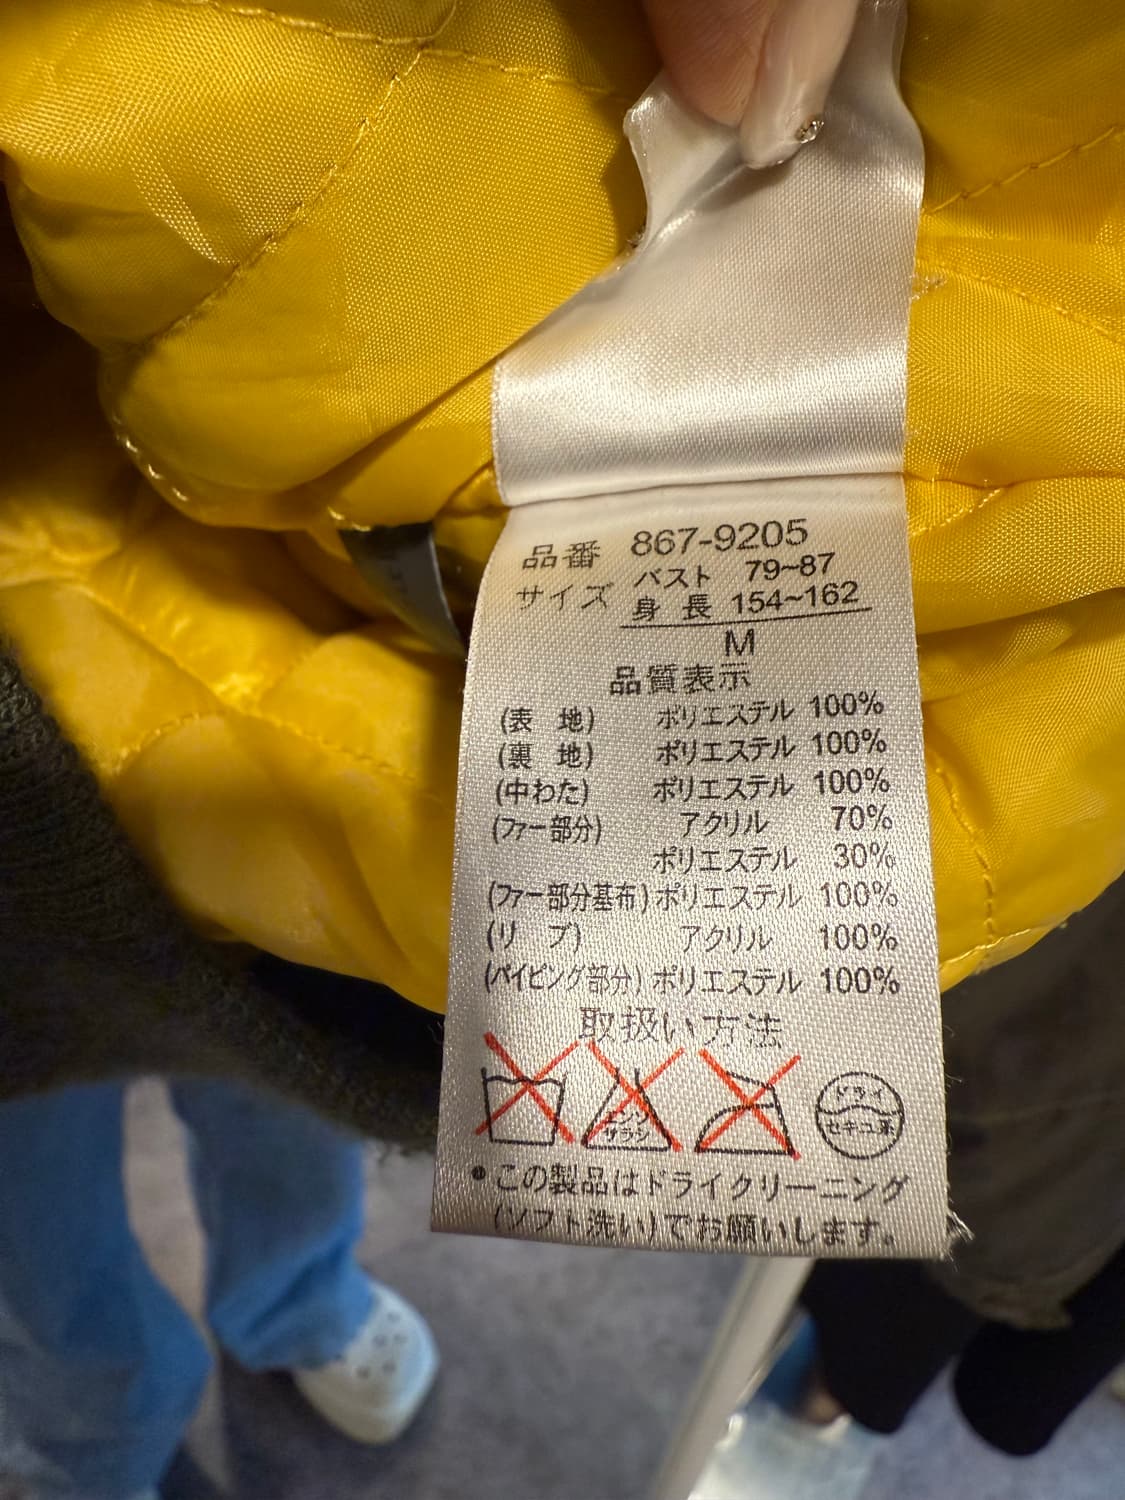 品番 867-9205
サイズ バスト 79~87
身長 154~162
M
品質表示
(表 地) ポリエステル 100%
(裏 地) ポリエステル 100%
(中わた) ポリエステル 100%
(ファー部分) アクリル 70%
ポリエステル 30%
(ファー部分基布) ポリエステル 100%
(リ ブ) アクリル 100%
(パイピング部分) ポリエステル 100%
取扱い方法
エンソ
サラシ
ドライ
セキユ系
•この製品はドライクリーニング
(ソフト洗い)でお願いします。